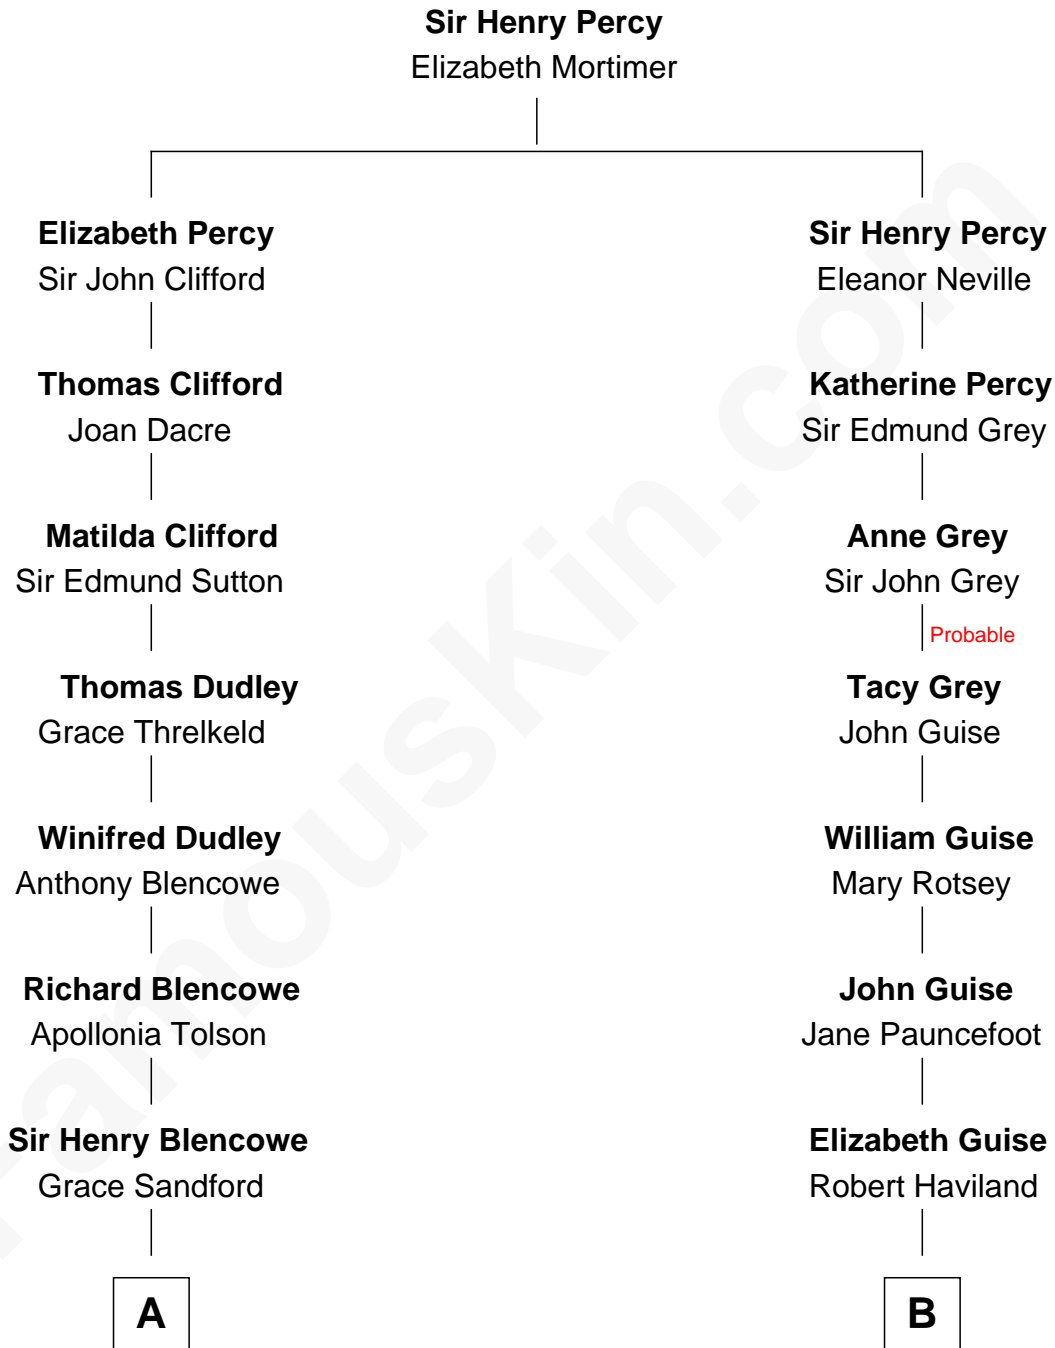 Sir Henry Percy
Elizabeth Mortimer
Elizabeth Percy
Sir John Clifford
Sir Henry Percy
Eleanor Neville
Thomas Clifford
Joan Dacre
Katherine Percy
Sir Edmund Grey
Matilda Clifford
Sir Edmund Sutton
Anne Grey
Sir John Grey
Probable
Thomas Dudley
Grace Threlkeld
Tacy Grey
John Guise
Winifred Dudley
Anthony Blencowe
William Guise
Mary Rotsey
Richard Blencowe
Apollonia Tolson
John Guise
Jane Pauncefoot
Sir Henry Blencowe
Grace Sandford
Elizabeth Guise
Robert Haviland
A
B
FamousKin.com